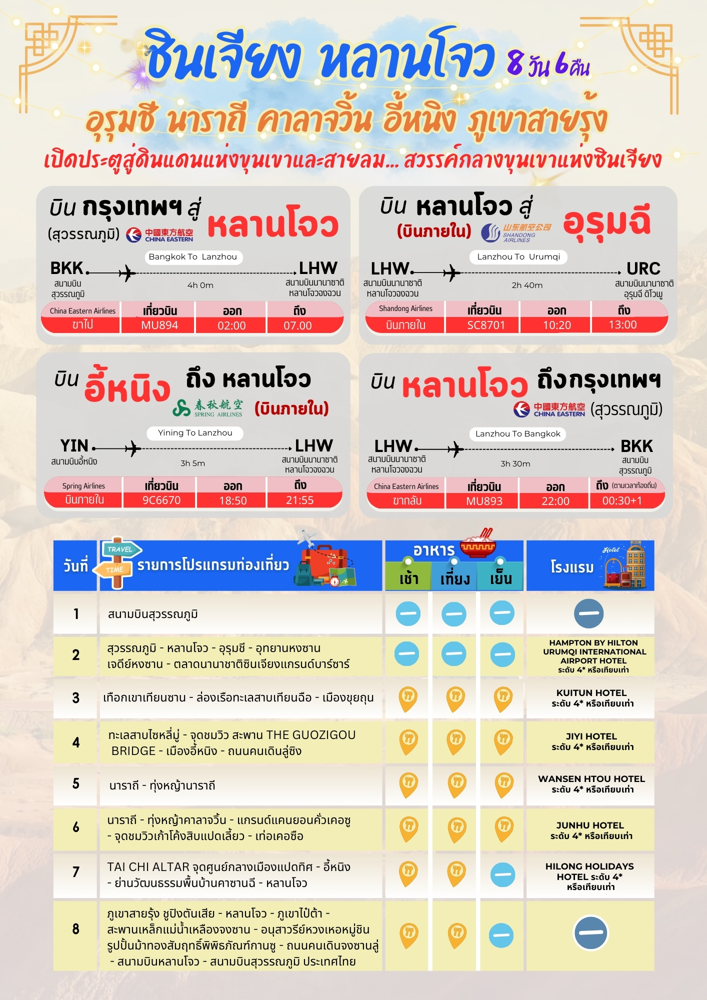 ซินเจียง หลานโจว 8 วัน 6 คืน
อุรุมชี นาราถี คาลาจวิ้น อี้หนิง ภูเขาสายรุ้ง
เปิดประตูสู่ดินแดนแห่งขุนเขาและสายลม... สวรรค์กลางขุนเขาแห่งซินเจียง
บิน กรุงเทพฯ สู่ หลานโจว
(สุวรรณภูมิ) 中國東方航空 CHINA EASTERN
Bangkok To Lanzhou
BKK LHW
สนามบิน สุวรรณภูมิ
4h 0m
สนามบินนานาชาติ หลานโจวจงฉวน
China Eastern Airlines เที่ยวบิน ออก ถึง
ขาไป MU894 02:00 07.00
บิน หลานโจว สู่ อุรุมฉี
(บินภายใน) 山东航空公司 SHANDONG AIRLINES
Lanzhou To Urumqi
LHW URC
สนามบินนานาชาติ หลานโจวจงฉวน
2h 40m
สนามบินนานาชาติ อุรุมฉี ดิโวพู
Shandong Airlines เที่ยวบิน ออก ถึง
บินภายใน SC8701 10:20 13:00
บิน อี้หนิง ถึง หลานโจว
春秋航空 SPRING AIRLINES (บินภายใน)
Yining To Lanzhou
YIN LHW
สนามบินอี้หนิง
3h 5m
สนามบินนานาชาติ หลานโจวจงฉวน
Spring Airlines เที่ยวบิน ออก ถึง
บินภายใน 9C6670 18:50 21:55
บิน หลานโจว ถึงกรุงเทพฯ
中國東方航空 CHINA EASTERN (สุวรรณภูมิ)
Lanzhou To Bangkok
LHW BKK
สนามบินนานาชาติ หลานโจวจงฉวน
3h 30m
สนามบิน สุวรรณภูมิ
China Eastern Airlines เที่ยวบิน ออก ถึง (ตามเวลาท้องถิ่น)
ขากลับ MU893 22:00 00:30+1
วันที่ TRAVEL TIME รายการโปรแกรมท่องเที่ยว อาหาร โรงแรม Hotel
เช้า เที่ยง เย็น
1 สนามบินสุวรรณภูมิ
2 สุวรรณภูมิ - หลานโจว - อุรุมชี - อุทยานหงซาน
เจดีย์หงซาน - ตลาดนานาชาติซินเจียงแกรนด์บาร์ซาร์
HAMPTON BY HILTON
URUMQI INTERNATIONAL
AIRPORT HOTEL
ระดับ 4* หรือเทียบเท่า
3 เทือกเขาเทียนซาน - ล่องเรือทะเลสาบเทียนฉือ - เมืองขุยถุน
KUITUN HOTEL
ระดับ 4* หรือเทียบเท่า
4 ทะเลสาบไซหลี่มู่ - จุดชมวิว สะพาน THE GUOZIGOU
BRIDGE - เมืองอี้หนิง - ถนนคนเดินลู่ซิง
JIYI HOTEL
ระดับ 4* หรือเทียบเท่า
5 นาราถี - ทุ่งหญ้านาราถี
WANSEN HTOU HOTEL
ระดับ 4* หรือเทียบเท่า
6 นาราถี - ทุ่งหญ้าคาลาจวิ้น - แกรนด์แคนยอนคั่วเคอซู
- จุดชมวิวเก้าโค้งสิบแปดเลี้ยว - เท่อเคอซือ
JUNHU HOTEL
ระดับ 4* หรือเทียบเท่า
7 TAI CHI ALTAR จุดศูนย์กลางเมืองแปดทิศ - อี้หนิง
- ย่านวัฒนธรรมพื้นบ้านคาซานฉี - หลานโจว
HILONG HOLIDAYS
HOTEL ระดับ 4*
หรือเทียบเท่า
8 ภูเขาสายรุ้ง ชูปิงตันเสีย - หลานโจว - ภูเขาไป๋ต้า -
สะพานเหล็กแม่น้ำเหลืองจงซาน - อนุสาวรีย์หวงเหอหมู่ชิน
รูปปั้นม้าทองสัมฤทธิ์พิพิธภัณฑ์กานซู - ถนนคนเดินจงซานลู่
- สนามบินหลานโจว - สนามบินสุวรรณภูมิ ประเทศไทย